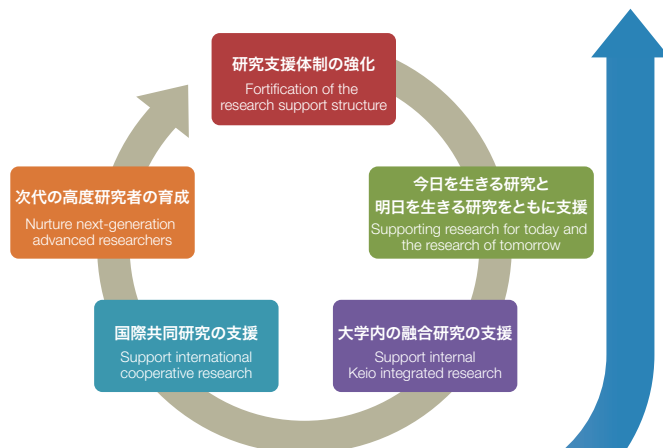 研究支援体制の強化
Fortification of the
research support structure
今日を生きる研究と
明日を生きる研究をともに支援
Supporting research for today and
the research of tomorrow
大学内の融合研究の支援
Support internal
Keio integrated research
国際共同研究の支援
Support international
cooperative research
次代の高度研究者の育成
Nurture next-generation
advanced researchers